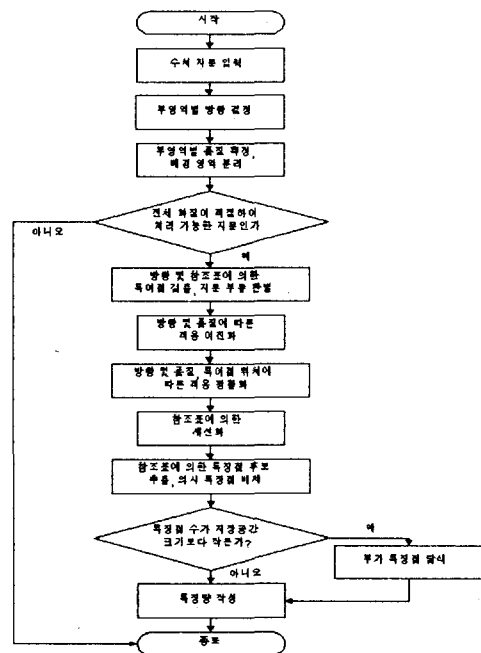 시작
수치 지문 입력
부영역별 방향 결정
부영역별 품질 측정,
배경 영역 분리
전체 화질이 적절하여
처리 가능한 지문인가
아니오
예
방향 및 참조표에 의한
특이점 검출, 지문 부류 판별
방향 및 품질에 따른
적응 이진화
방향 및 품질, 특이점 위치에
따른 적응 평활화
참조표에 의한
세선화
참조표에 의한 특징점 후보
추출, 의사 특징점 배제
특징점 수가 저장공간
크기보다 작은가?
예
아니오
부가 특징점
특징량 작성
종료